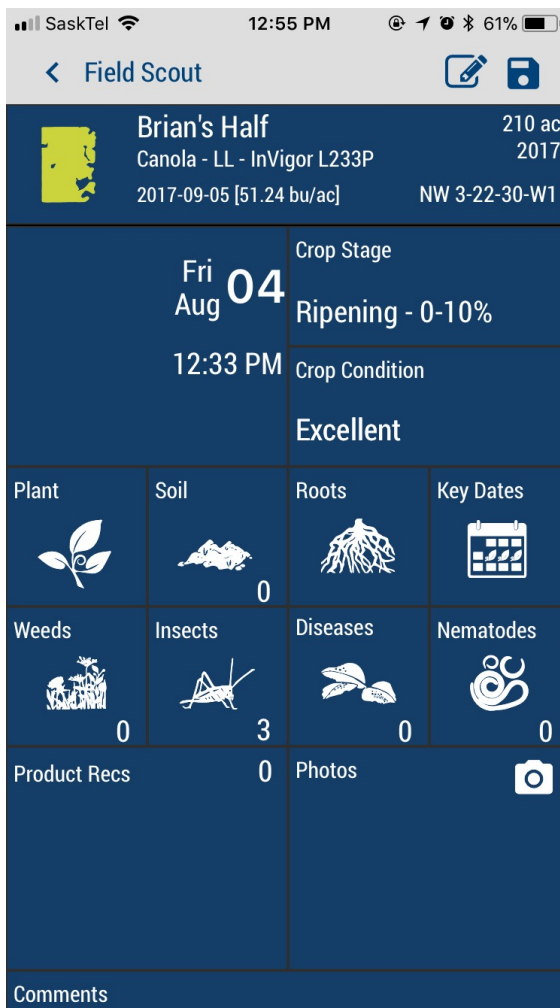 SaskTel 12:55 PM 61%
Field Scout
Brian's Half 210 ac
Canola - LL - InVigor L233P 2017
2017-09-05 [51.24 bu/ac] NW 3-22-30-W1
Fri Aug 04
12:33 PM
Crop Stage
Ripening - 0-10%
Crop Condition
Excellent
Plant Soil Roots Key Dates
0
Weeds Insects Diseases Nematodes
0 3 0 0
Product Recs 0 Photos
Comments